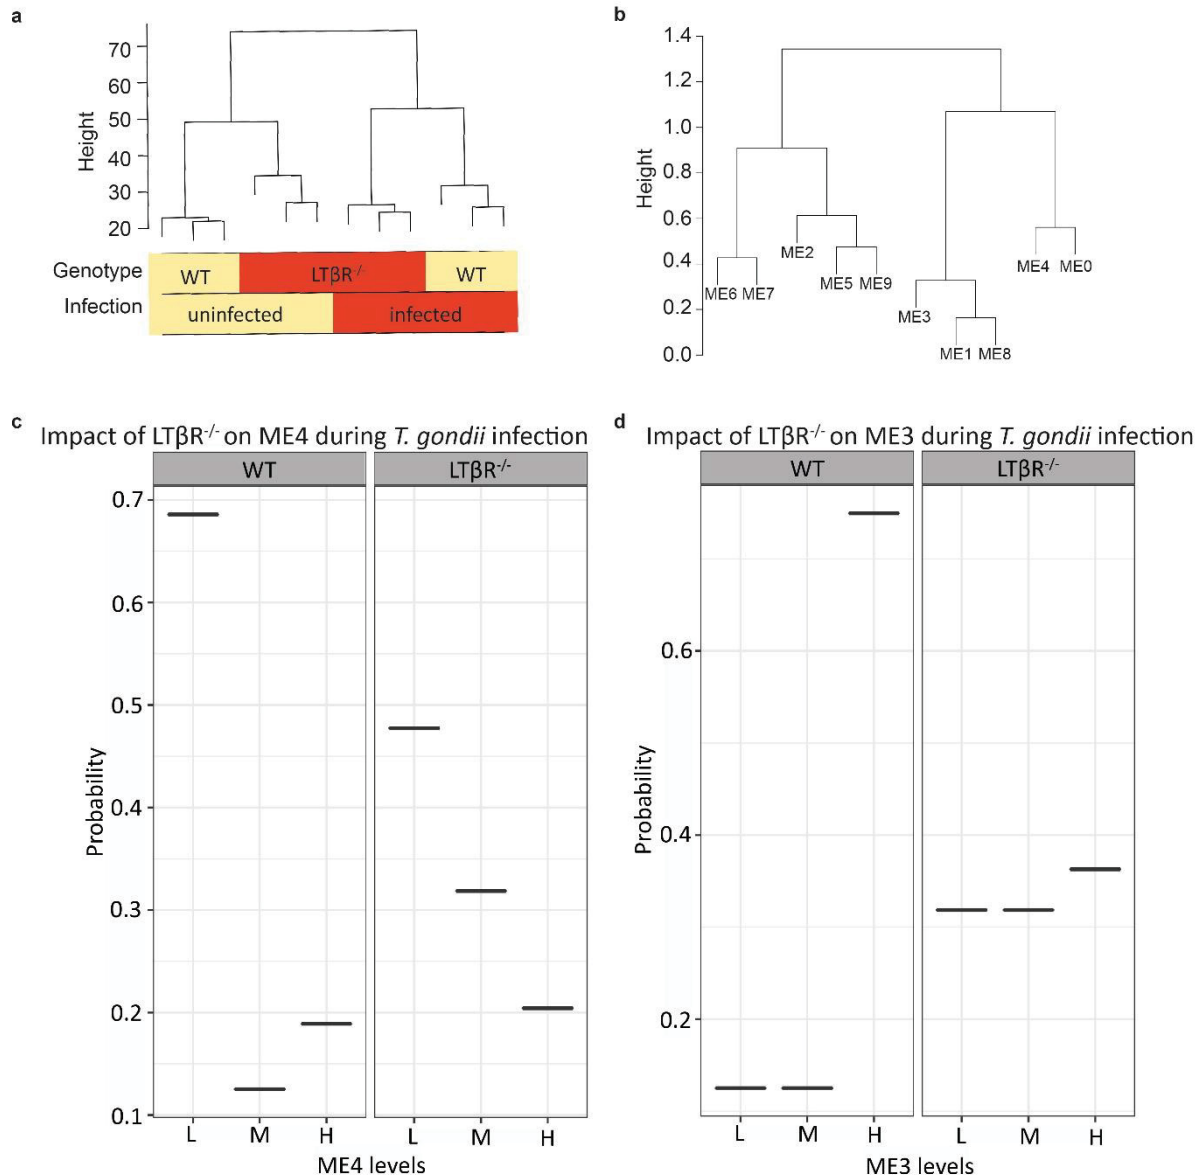 a
70
60
50
40
30
20
Height
Genotype
WT
LTβR-/-
WT
Infection
uninfected
infected
b
1.4
1.2
1.0
0.8
0.6
0.4
0.2
0.0
Height
ME6
ME7
ME2
ME5
ME9
ME3
ME1
ME8
ME4
ME0
c
Impact of LTβR-/- on ME4 during T. gondii infection
WT
LTβR-/-
0.7
0.6
0.5
0.4
0.3
0.2
0.1
Probability
L
M
H
L
M
H
ME4 levels
d
Impact of LTβR-/- on ME3 during T. gondii infection
WT
LTβR-/-
0.6
0.4
0.2
Probability
L
M
H
L
M
H
ME3 levels